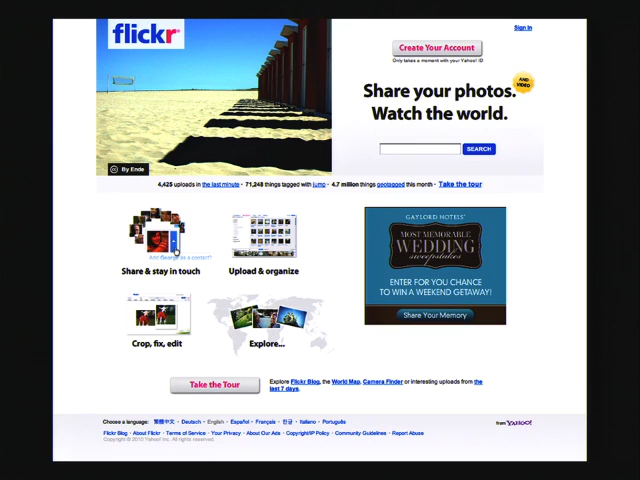 flickr
Sign In
Create Your Account
Only takes a moment with your Yahoo! ID
Share your photos.
AND VIDEO
Watch the world.
SEARCH
By Ende
4,425 uploads in the last minute · 71,248 things tagged with jump · 4.7 million things geotagged this month · Take the tour
Add George as a contact?
Share & stay in touch
Upload & organize
Crop, fix, edit
Explore...
GAYLORD HOTELS'
MOST MEMORABLE
WEDDING
sweepstakes
ENTER FOR YOU CHANCE
TO WIN A WEEKEND GETAWAY!
Share Your Memory
Take the Tour
Explore Flickr Blog, the World Map, Camera Finder or interesting uploads from the
last 7 days.
Choose a language: 繁體中文 · Deutsch · English · Español · Français · 한글 · Italiano · Português
from YAHOO!
Flickr Blog · About Flickr · Terms of Service · Your Privacy · About Our Ads · Copyright/IP Policy · Community Guidelines · Report Abuse
Copyright © 2010 Yahoo! Inc. All rights reserved.